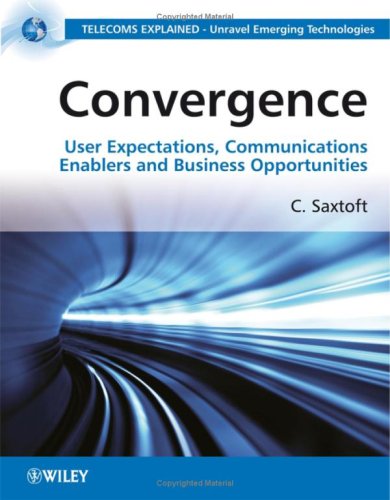 Copyrighted Material
TELECOMS EXPLAINED - Unravel Emerging Technologies
Convergence
User Expectations, Communications
Enablers and Business Opportunities
C. Saxtoft
WILEY
Copyrighted Material